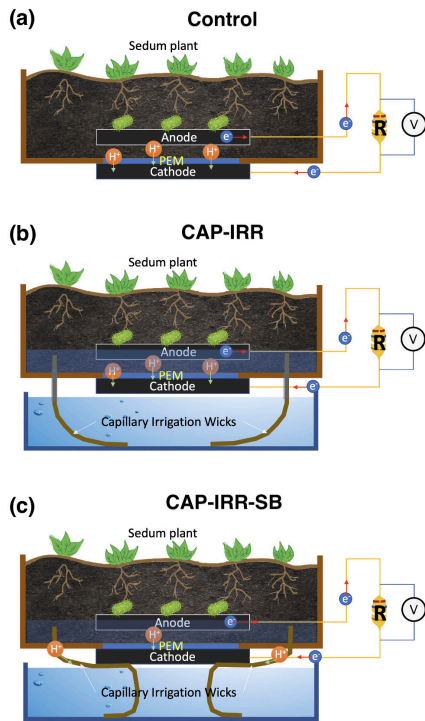 (a)
Control
Sedum plant
Anode
e⁻
e⁻
H⁺
H⁺
H⁺
PEM
Cathode
e⁻
R
V
(b)
CAP-IRR
Sedum plant
Anode
e⁻
e⁻
H⁺
H⁺
H⁺
PEM
Cathode
e⁻
R
V
Capillary Irrigation Wicks
(c)
CAP-IRR-SB
Sedum plant
Anode
e⁻
e⁻
H⁺
H⁺
H⁺
PEM
Cathode
e⁻
R
V
Capillary Irrigation Wicks